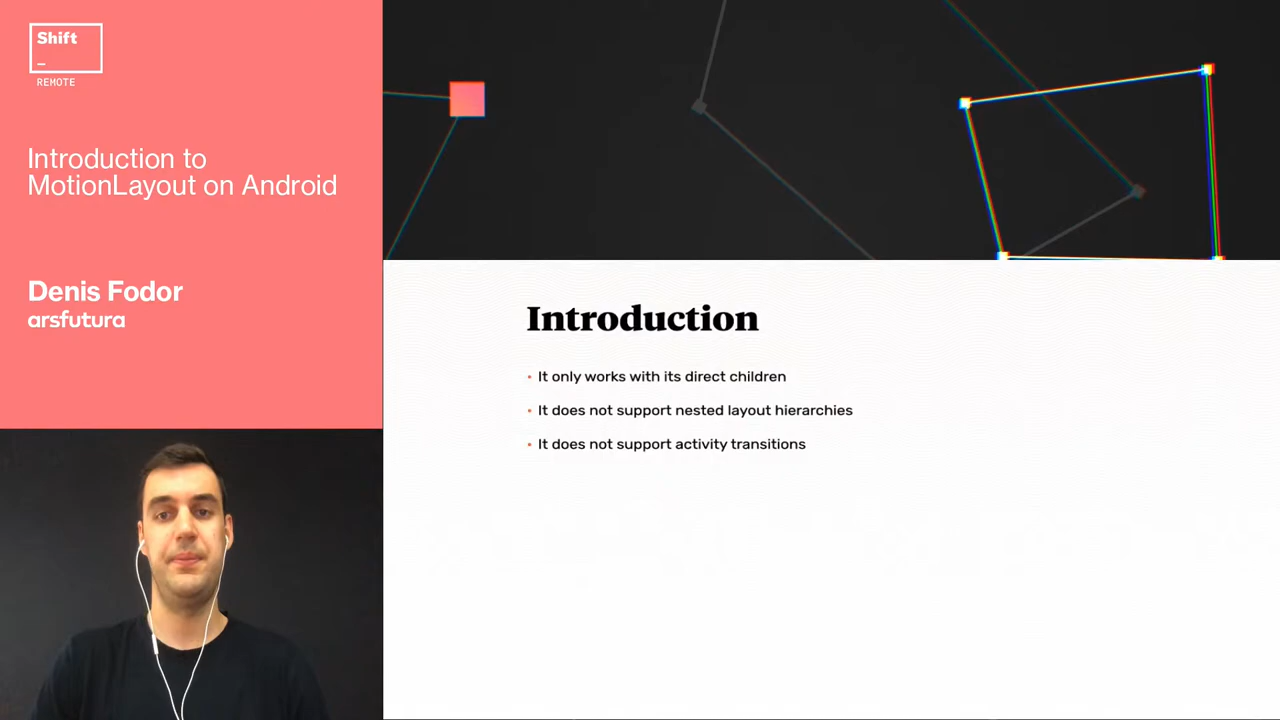 Shift
_
REMOTE
Introduction to
MotionLayout on Android
Denis Fodor
arsfutura
Introduction
• It only works with its direct children
• It does not support nested layout hierarchies
• It does not support activity transitions